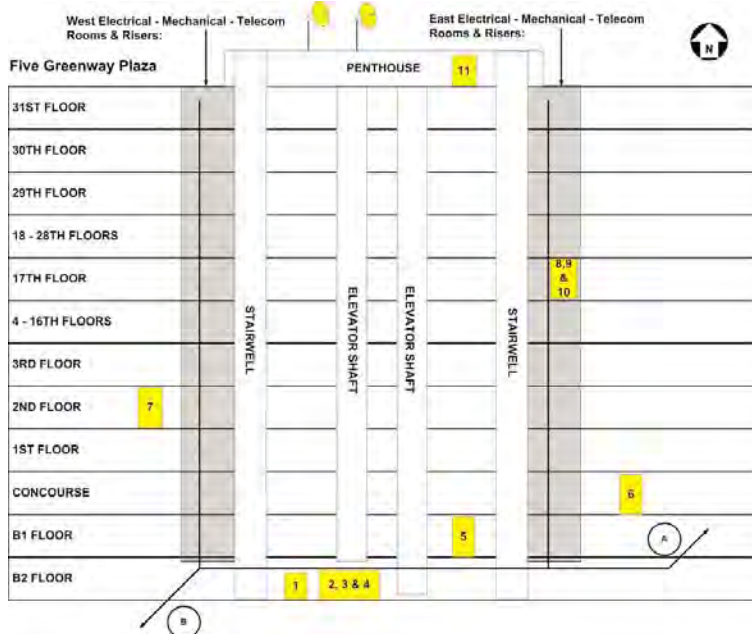 West Electrical - Mechanical - Telecom
Rooms & Risers:
East Electrical - Mechanical - Telecom
Rooms & Risers:
N
Five Greenway Plaza
PENTHOUSE
11
31ST FLOOR
30TH FLOOR
29TH FLOOR
18 - 28TH FLOORS
17TH FLOOR
8,9
&
10
STAIRWELL
ELEVATOR SHAFT
ELEVATOR SHAFT
STAIRWELL
4 - 16TH FLOORS
3RD FLOOR
2ND FLOOR
7
1ST FLOOR
CONCOURSE
6
B1 FLOOR
5
A
B2 FLOOR
1
2, 3 & 4
B